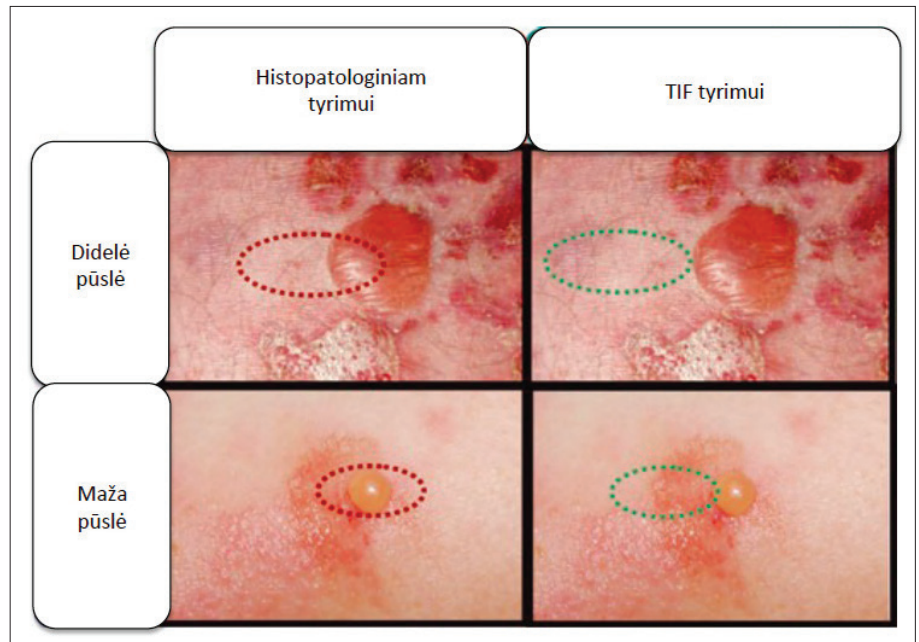 Histopatologiniam
tyrimui
TIF tyrimui
Didelė
pūslė
Maža
pūslė